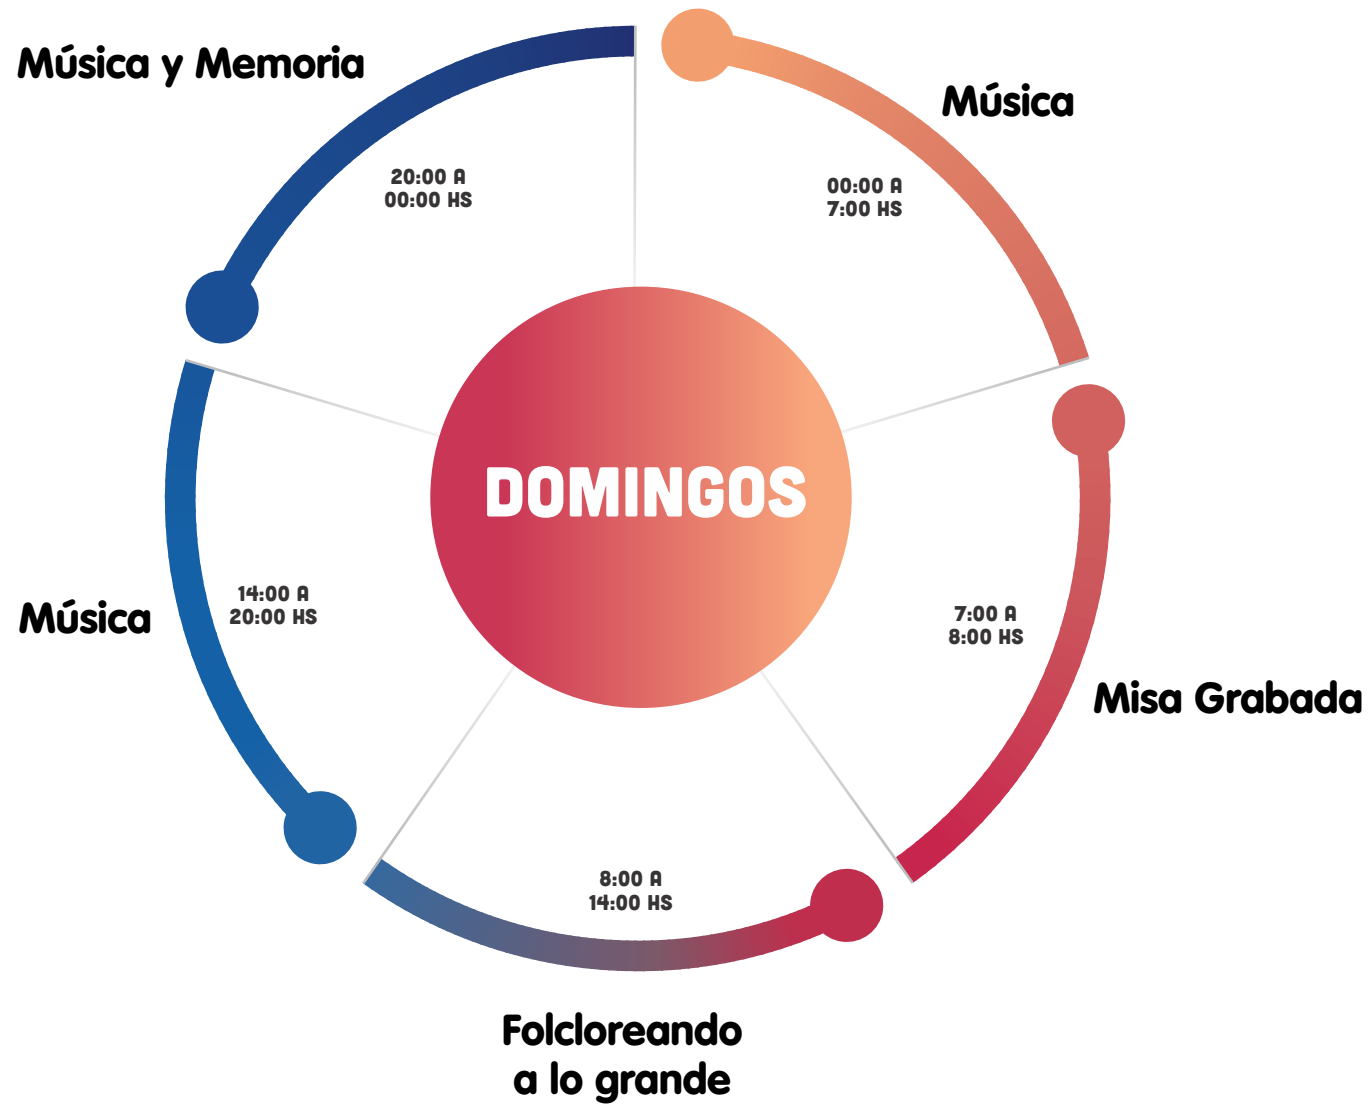 Música y Memoria
20:00 A
00:00 HS
Música
00:00 A
7:00 HS
DOMINGOS
Música
14:00 A
20:00 HS
7:00 A
8:00 HS
Misa Grabada
8:00 A
14:00 HS
Folcloreando
a lo grande